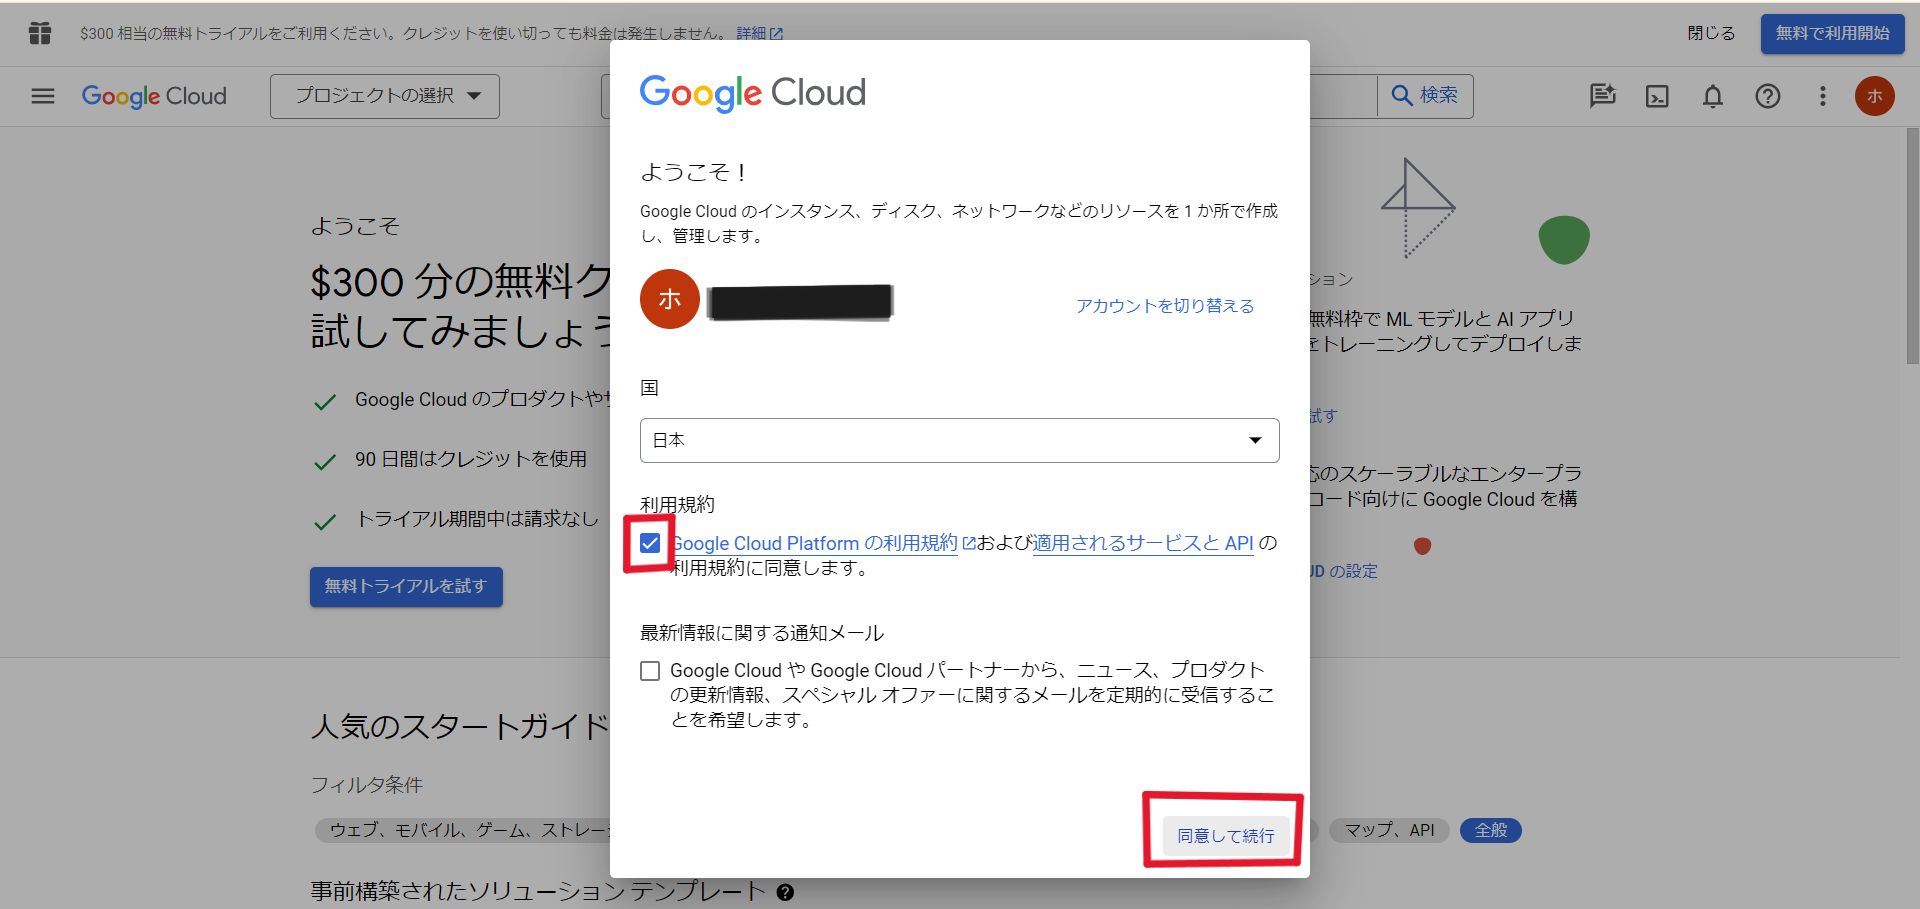 $300 相当の無料トライアルをご利用ください。クレジットを使い切っても料金は発生しません。 詳細
閉じる
無料で利用開始
Google Cloud
プロジェクトの選択
検索
ホ
Google Cloud
ようこそ！
Google Cloud のインスタンス、ディスク、ネットワークなどのリソースを 1 か所で作成
し、管理します。
ホ
アカウントを切り替える
国
日本
利用規約
Google Cloud Platform の利用規約 および適用されるサービスと API の
利用規約に同意します。
最新情報に関する通知メール
Google Cloud や Google Cloud パートナーから、ニュース、プロダクト
の更新情報、スペシャル オファーに関するメールを定期的に受信するこ
とを希望します。
同意して続行
ようこそ
$300 分の無料ク
試してみましょう
Google Cloud のプロダクトや
90 日間はクレジットを使用
トライアル期間中は請求なし
無料トライアルを試す
ション
無料枠で ML モデルと AI アプリ
をトレーニングしてデプロイしま
試す
のスケーラブルなエンタープラ
コード向けに Google Cloud を構
UD の設定
人気のスタートガイド
フィルタ条件
ウェブ、モバイル、ゲーム、ストレー
マップ、API
全般
事前構築されたソリューション テンプレート